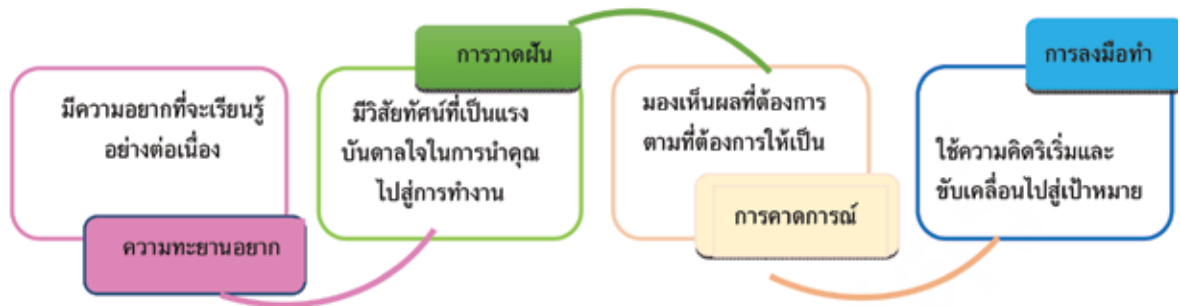 มีความอยากที่จะเรียนรู้
อย่างต่อเนื่อง
ความทะยานอยาก
การวาดฝัน
มีวิสัยทัศน์ที่เป็นแรง
บันดาลใจในการนำคุณ
ไปสู่การทำงาน
มองเห็นผลที่ต้องการ
ตามที่ต้องการให้เป็น
การคาดการณ์
การลงมือทำ
ใช้ความคิดริเริ่มและ
ขับเคลื่อนไปสู่เป้าหมาย